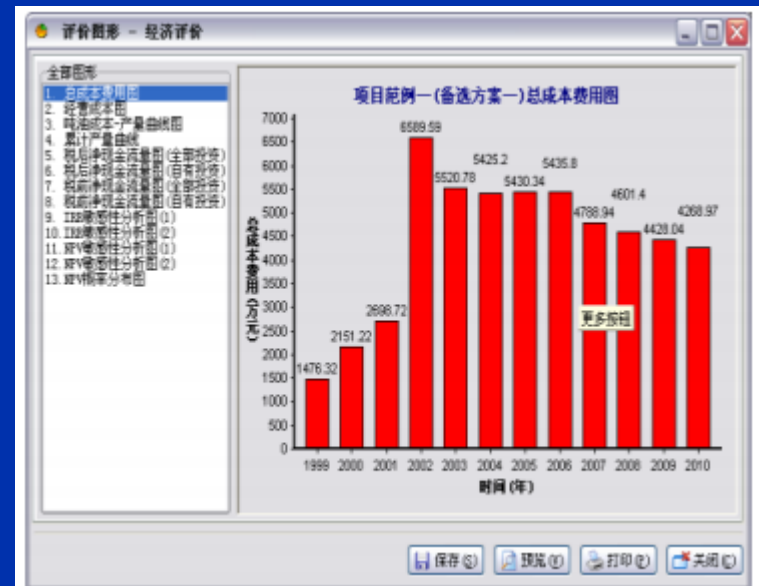 评价图形 - 经济评价
全部图形
1. 总成本费用图
2. 经营成本图
3. 吨油成本-产量曲线图
4. 累计产量曲线
5. 税后净现金流量图(全部投资)
6. 税后净现金流量图(自有投资)
7. 税前净现金流量图(全部投资)
8. 税前净现金流量图(自有投资)
9. IRR敏感性分析图(1)
10. IRR敏感性分析图(2)
11. NPV敏感性分析图(1)
12. NPV敏感性分析图(2)
13. NPV概率分布图
项目范例一(备选方案一)总成本费用图
总成本费用(万元)
7000
6500
6000
5500
5000
4500
4000
3500
3000
2500
2000
1500
1000
500
0
1476.32
2151.22
2698.72
6589.59
5520.78
5425.2
5430.34
5435.8
4788.94
4601.4
4428.04
4268.97
更多按钮
1999 2000 2001 2002 2003 2004 2005 2006 2007 2008 2009 2010
时间(年)
保存(S) 预览(V) 打印(P) 关闭(C)